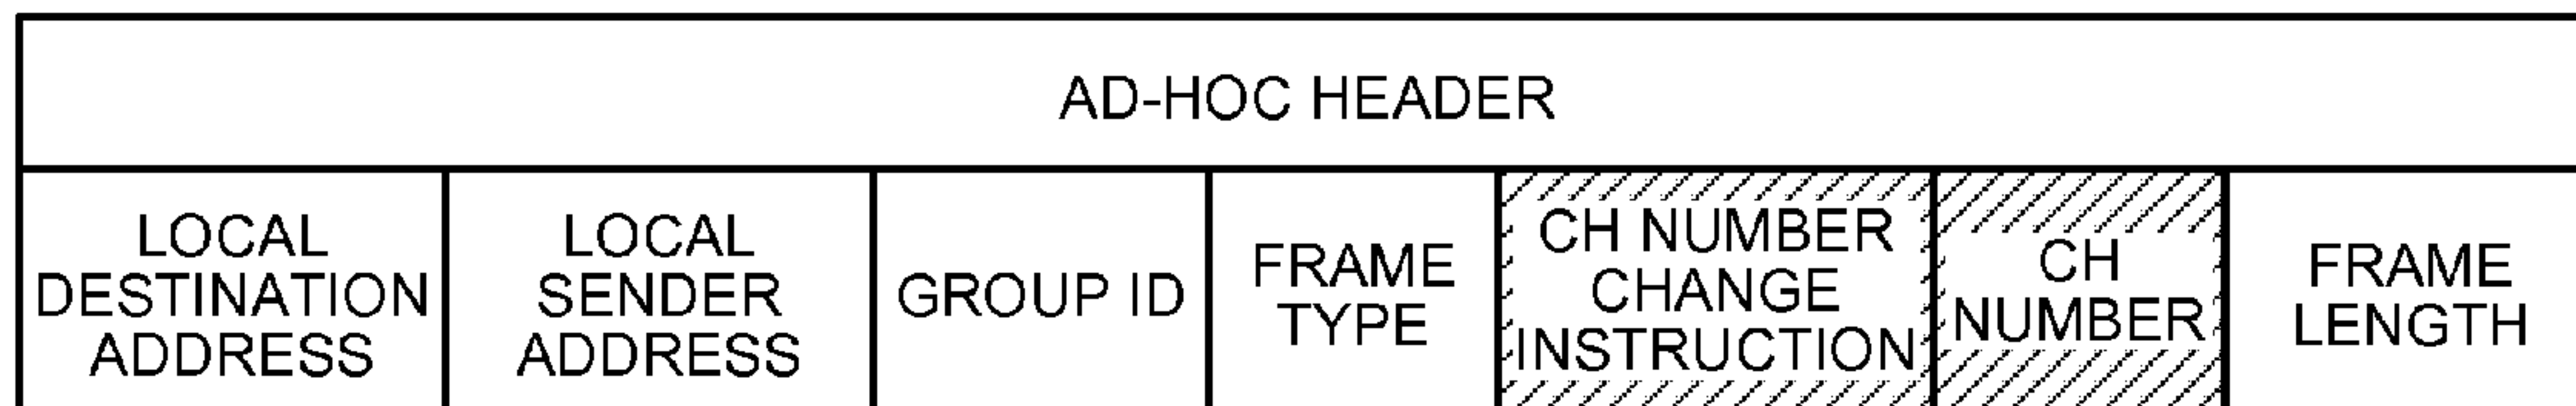 AD-HOC HEADER
LOCAL
DESTINATION
ADDRESS
LOCAL
SENDER
ADDRESS
GROUP ID
FRAME
TYPE
CH NUMBER
CHANGE
INSTRUCTION
CH
NUMBER
FRAME
LENGTH